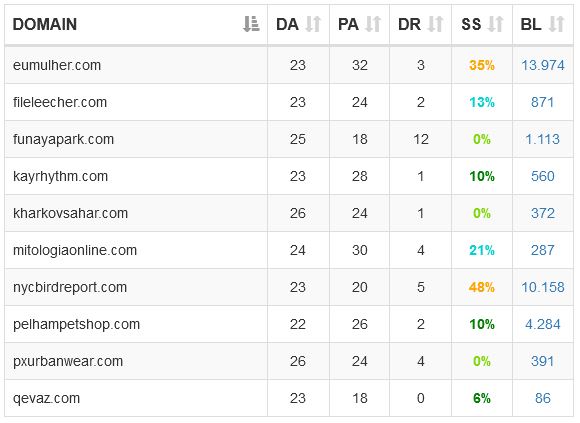 DOMAIN DA PA DR SS BL
eumulher.com 23 32 3 35% 13.974
fileleecher.com 23 24 2 13% 871
funayapark.com 25 18 12 0% 1.113
kayrhythm.com 23 28 1 10% 560
kharkovsahar.com 26 24 1 0% 372
mitologiaonline.com 24 30 4 21% 287
nycbirdreport.com 23 20 5 48% 10.158
pelhampetshop.com 22 26 2 10% 4.284
pxurbanwear.com 26 24 4 0% 391
qevaz.com 23 18 0 6% 86